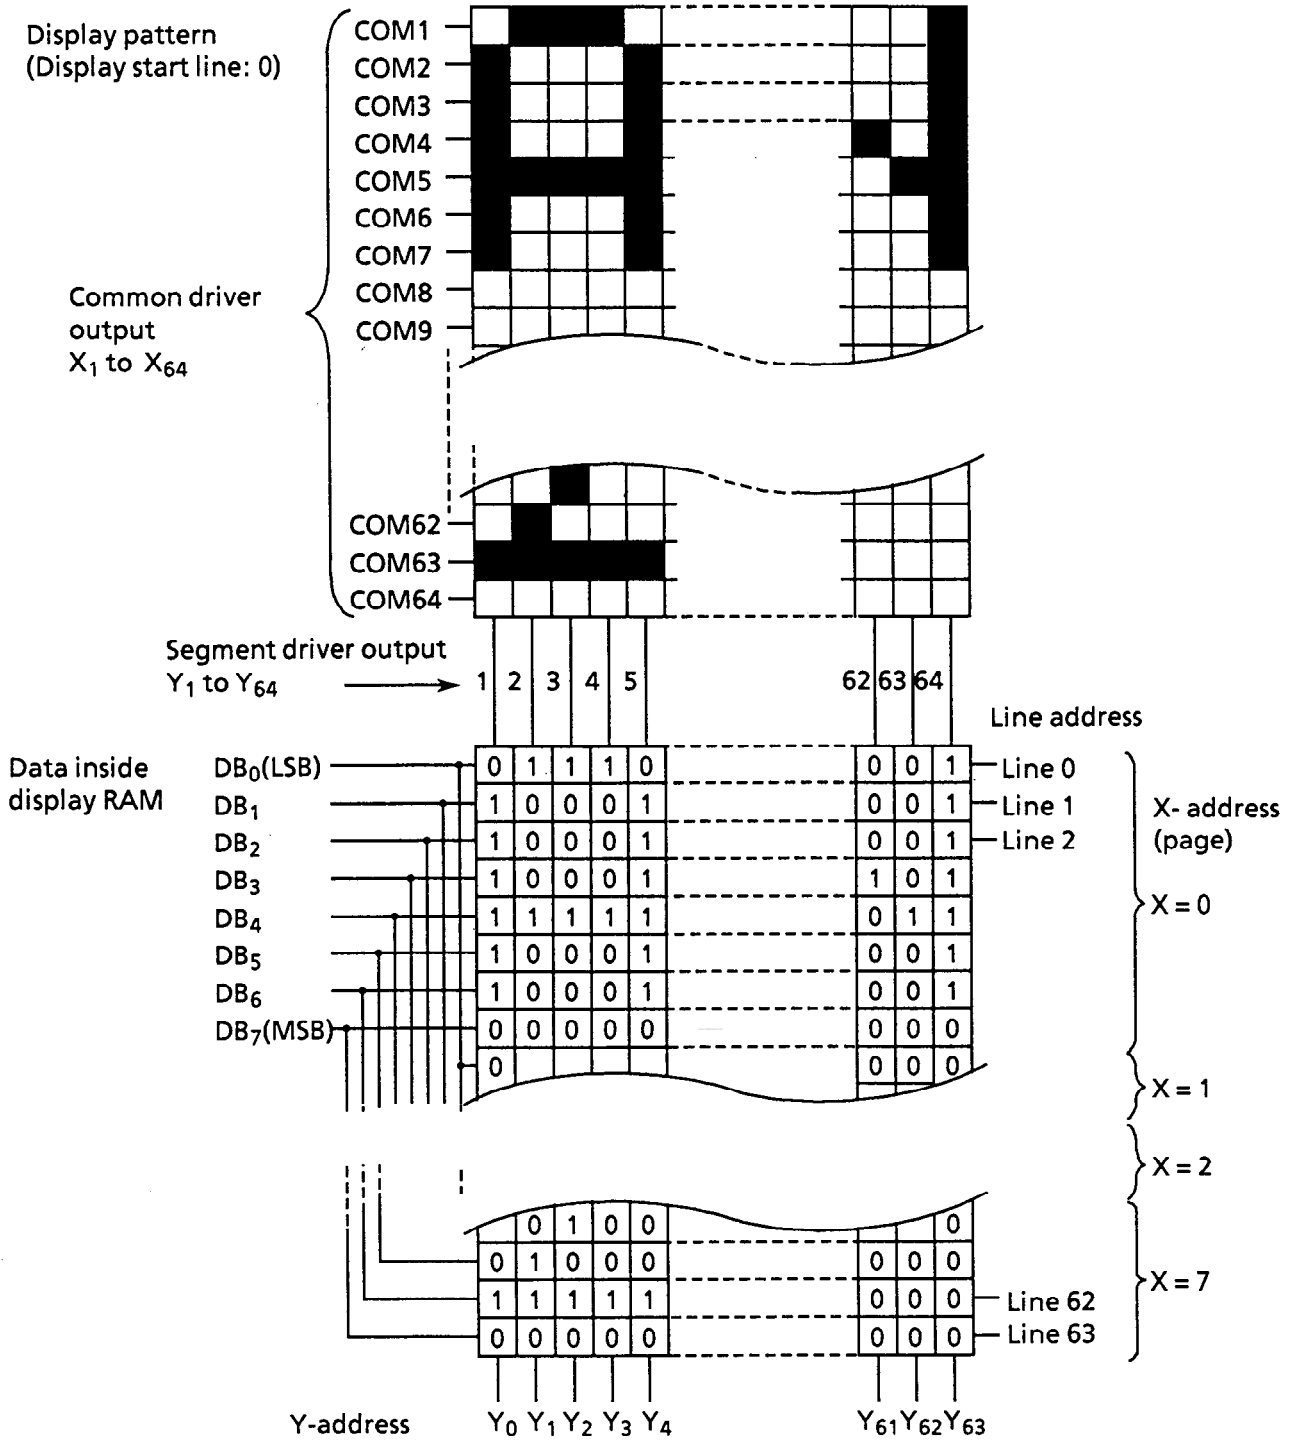 Display pattern
(Display start line: 0)
COM1
COM2
COM3
COM4
COM5
COM6
COM7
COM8
COM9
Common driver
output
X1 to X64
COM62
COM63
COM64
Segment driver output
Y1 to Y64
1 2 3 4 5 62 63 64
Line address
Data inside
display RAM
DB0(LSB) 0 1 1 1 0 0 0 1 Line 0
DB1 1 0 0 0 1 0 0 1 Line 1
DB2 1 0 0 0 1 0 0 1 Line 2
DB3 1 0 0 0 1 1 0 1
DB4 1 1 1 1 1 0 1 1
DB5 1 0 0 0 1 0 0 1
DB6 1 0 0 0 1 0 0 1
DB7(MSB) 0 0 0 0 0 0 0 0
0 0 0 0
X- address
(page)
X = 0
X = 1
X = 2
X = 7
0 1 0 0 0
0 1 0 0 0 0 0 0
1 1 1 1 1 0 0 0 Line 62
0 0 0 0 0 0 0 0 Line 63
Y-address Y0 Y1 Y2 Y3 Y4 Y61 Y62 Y63